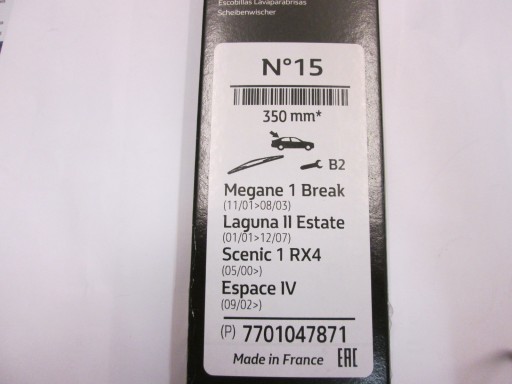 Escobillas Lavaparabrisas
Scheibenwischer
N°15
350 mm*
B2
Megane 1 Break
(11/01>08/03)
Laguna II Estate
(01/01>12/07)
Scenic 1 RX4
(05/00>)
Espace IV
(09/02>)
(P) 7701047871
Made in France EAC